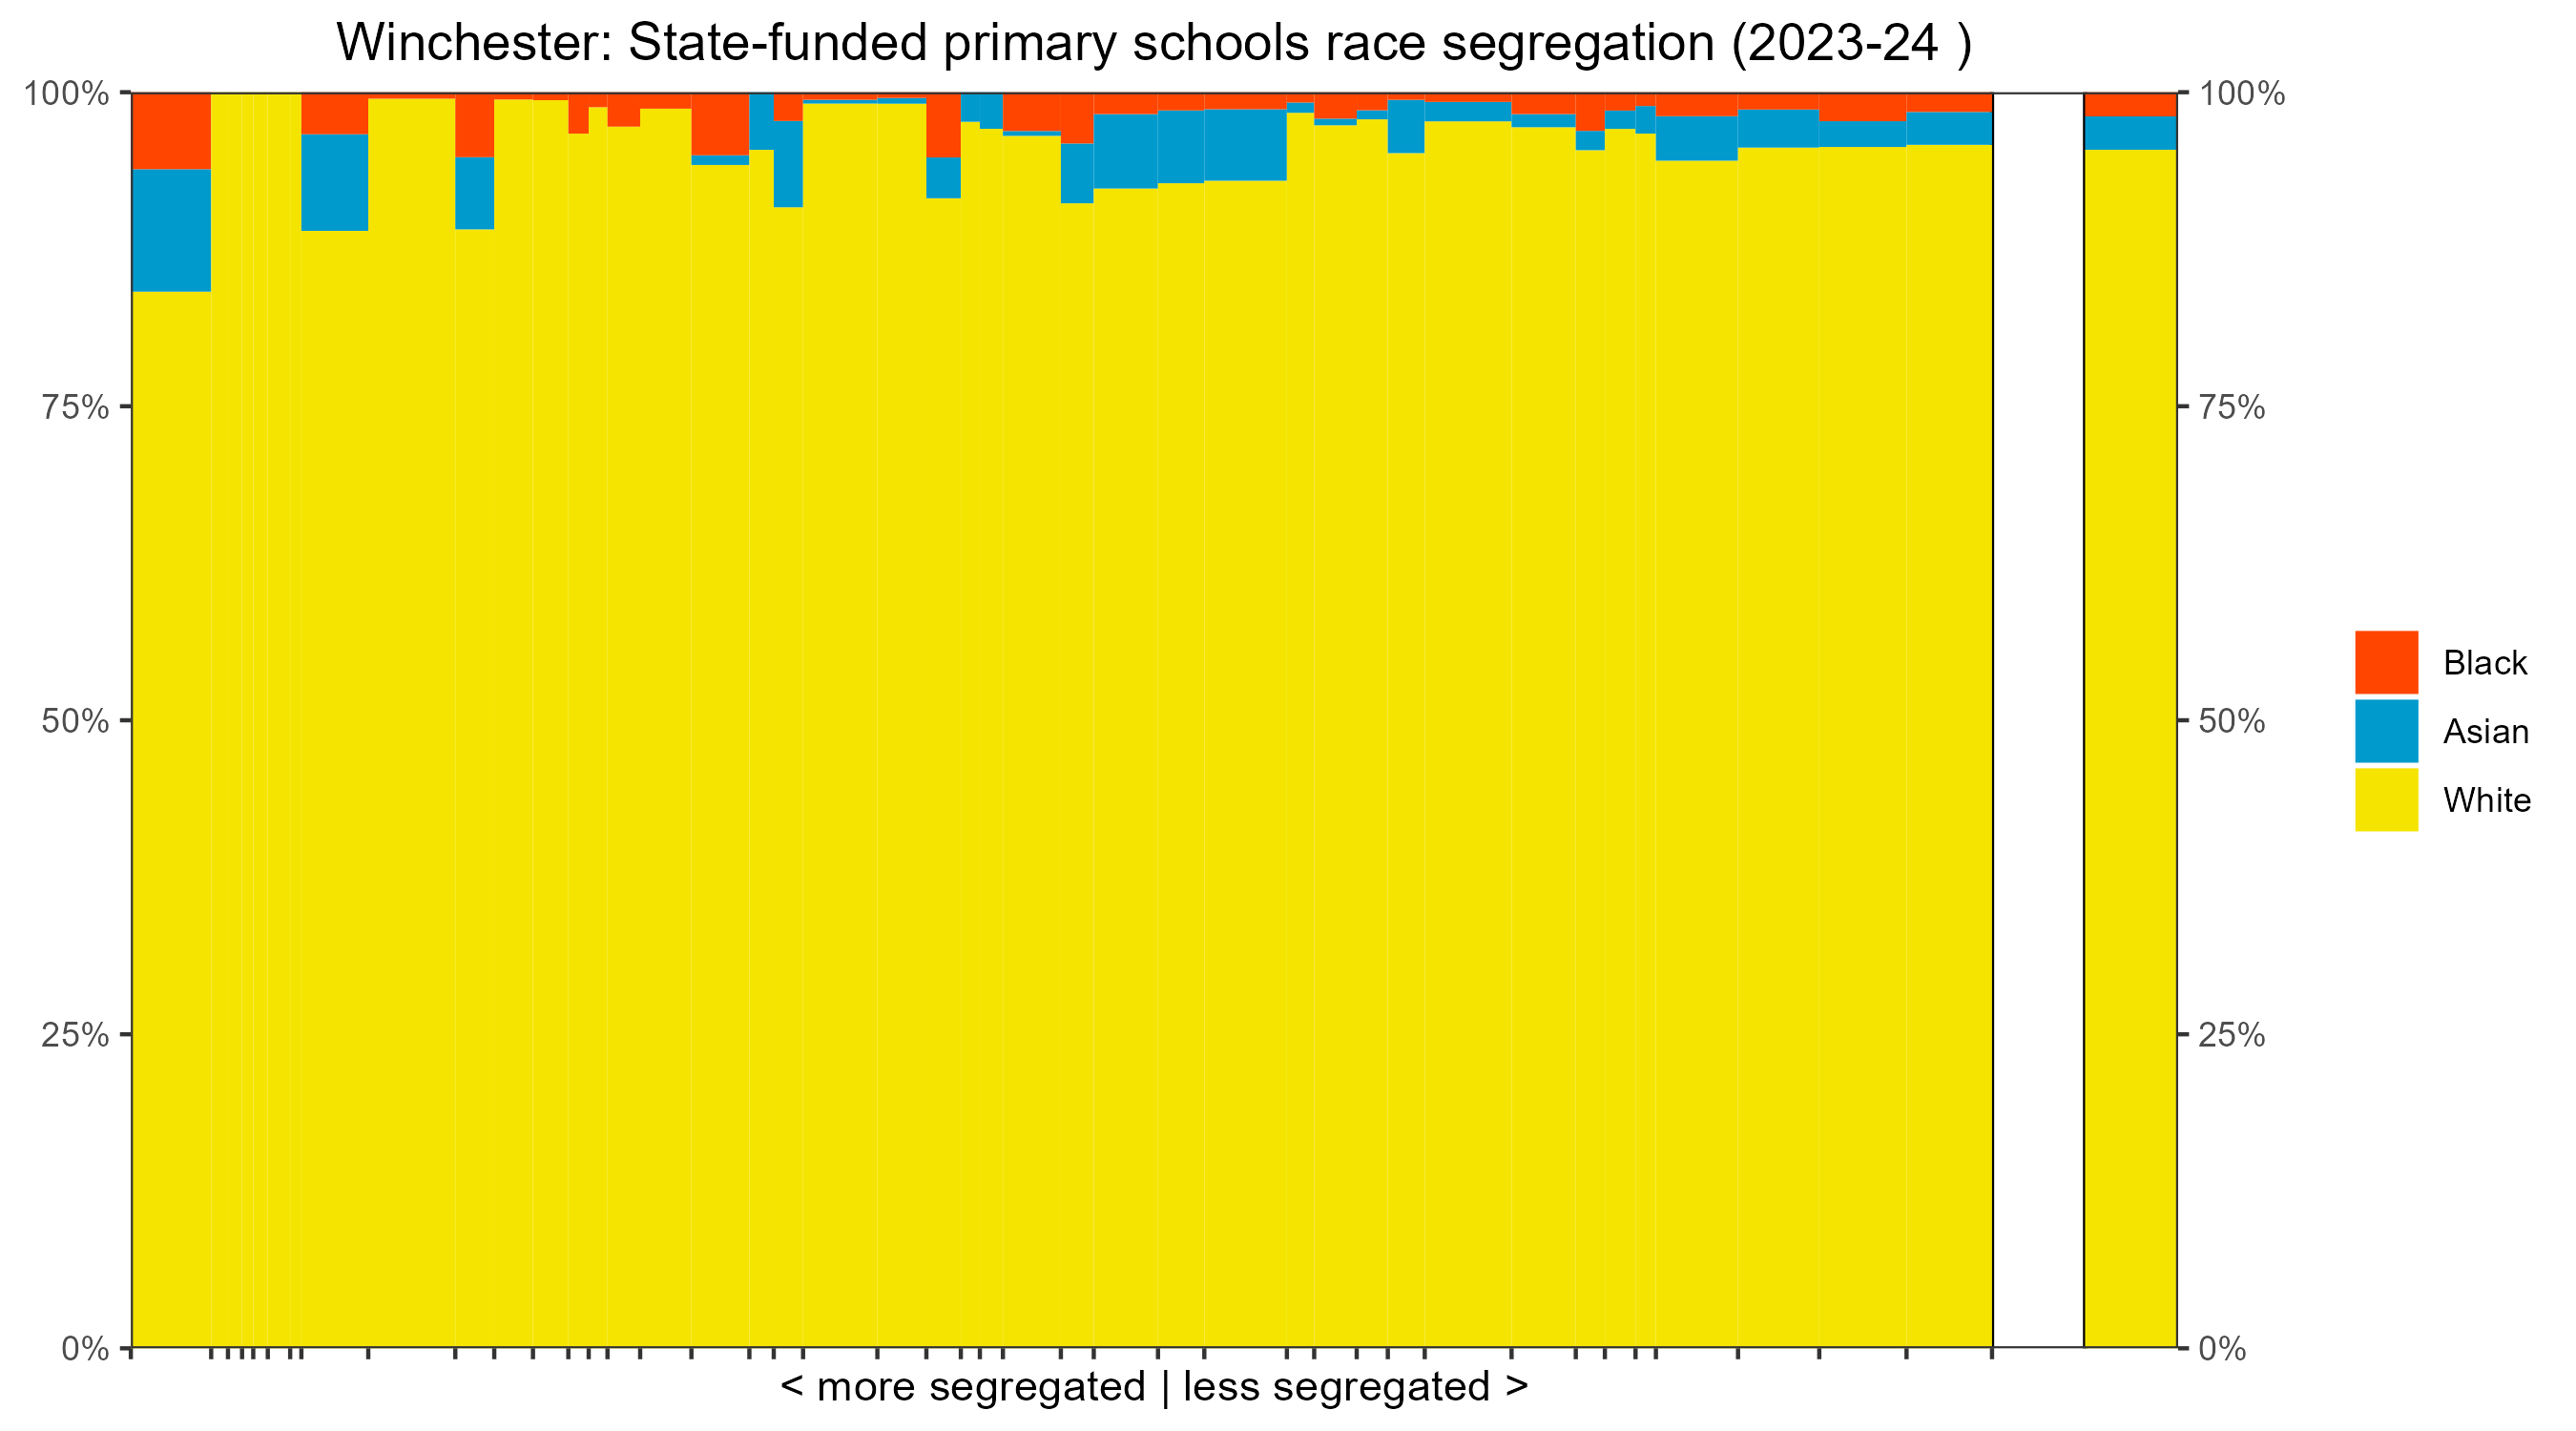 Winchester: State-funded primary schools race segregation (2023-24 )
100%
75%
50%
25%
0%
100%
75%
50%
25%
0%
Black
Asian
White
< more segregated | less segregated >